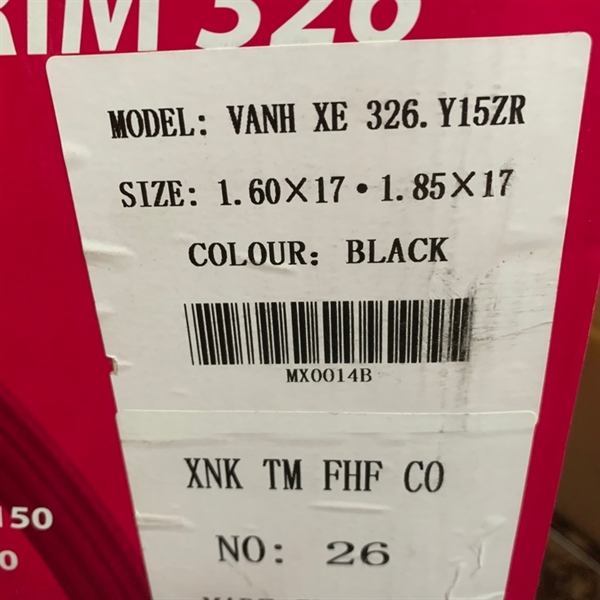 RIM 326
MODEL: VANH XE 326.Y15ZR
SIZE: 1.60×17•1.85×17
COLOUR: BLACK
MX0014B
XNK TM FHF CO
NO: 26
150
0